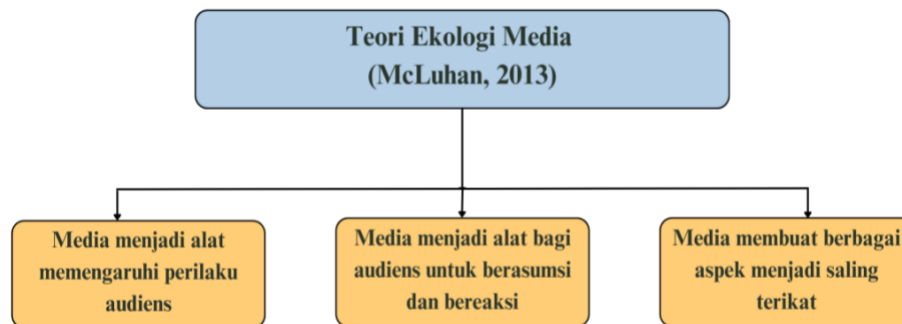 Teori Ekologi Media
(McLuhan, 2013)
Media menjadi alat
memengaruhi perilaku
audiens
Media menjadi alat bagi
audiens untuk berasumsi
dan bereaksi
Media membuat berbagai
aspek menjadi saling
terikat